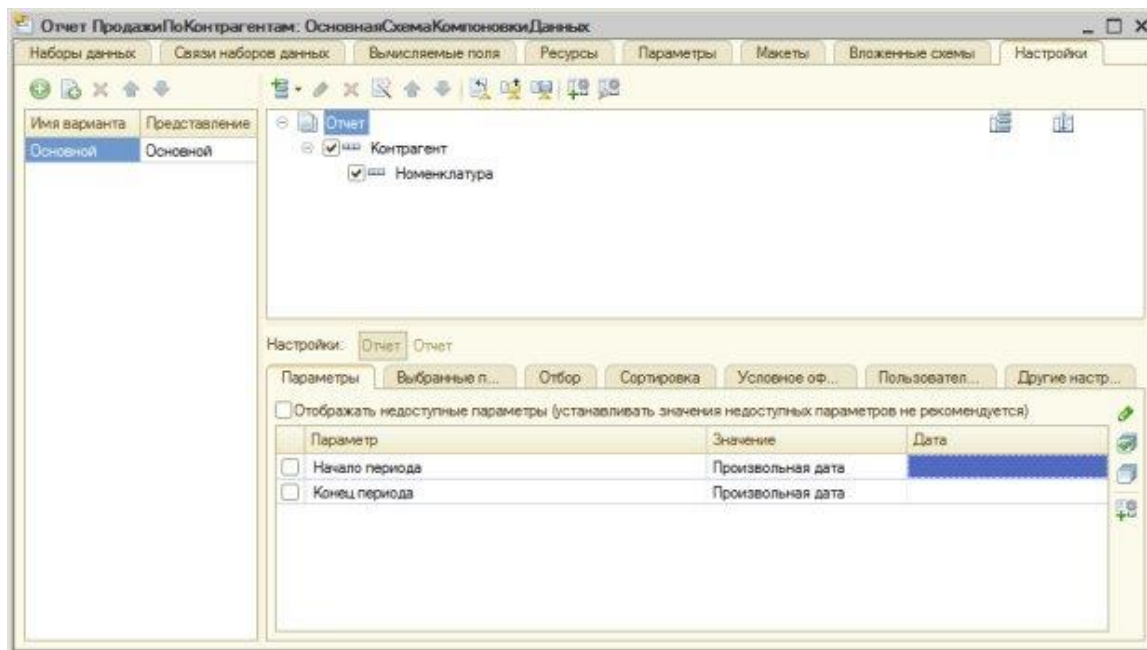 Отчет ПродажиПоКонтрагентам: ОсновнаяСхемаКомпоновкиДанных
Наборы данных Связи наборов данных Вычисляемые поля Ресурсы Параметры Макеты Вложенные схемы Настройки
Имя варианта Представление
Основной Основной
Отчет
Контрагент
Номенклатура
Настройки: Отчет Отчет
Параметры Выбранные п... Отбор Сортировка Условное оф... Пользовател... Другие настр...
Отображать недоступные параметры (устанавливать значения недоступных параметров не рекомендуется)
Параметр Значение Дата
Начало периода Произвольная дата
Конец периода Произвольная дата